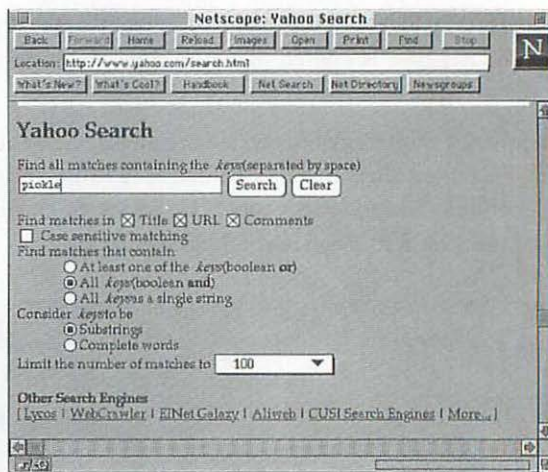 Netscape: Yahoo Search
Back Forward Home Reload Images Open Print Find Stop
Location: http://www.yahoo.com/search.html
N
What's New? What's Cool? Handbook Net Search Net Directory Newsgroups
Yahoo Search
Find all matches containing the keys(separated by space)
pickle Search Clear
Find matches in Title URL Comments
Case sensitive matching
Find matches that contain
At least one of the keys(boolean or)
All keys(boolean and)
All keys as a single string
Consider keys to be
Substrings
Complete words
Limit the number of matches to 100
Other Search Engines
[ Lycos | WebCrawler | EINet Galaxy | Aliweb | CUSI Search Engines | More... ]